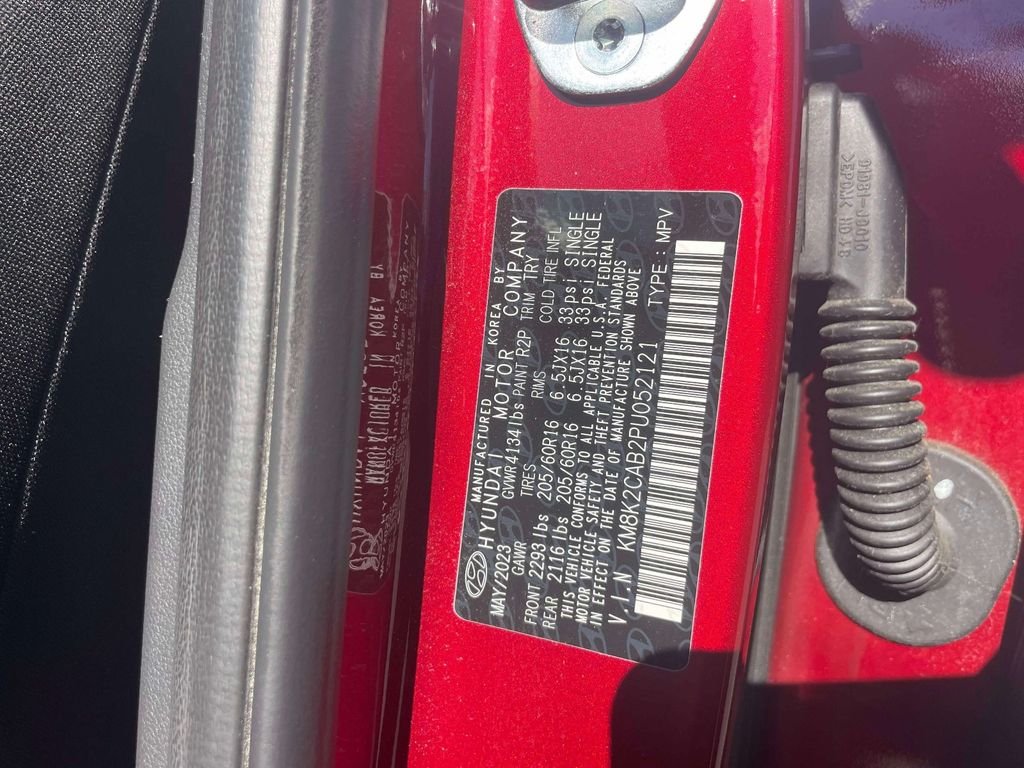 MANUFACTURED IN KOREA BY
HYUNDAI MOTOR COMPANY
MAY/2023 GVWR 4134 lbs PAINT R2P TRIM TRY
GAWR TIRES RIMS COLD TIRE INFL
FRONT 2293 lbs 205/60R16 6.5JX16 33psi SINGLE
REAR 2116 lbs 205/60R16 6.5JX16 33psi SINGLE
THIS VEHICLE CONFORMS TO ALL APPLICABLE U.S.A. FEDERAL
MOTOR VEHICLE SAFETY AND THEFT PREVENTION STANDARDS
IN EFFECT ON THE DATE OF MANUFACTURE SHOWN ABOVE
V.I.N KM8K2CAB2PU052121 TYPE: MPV